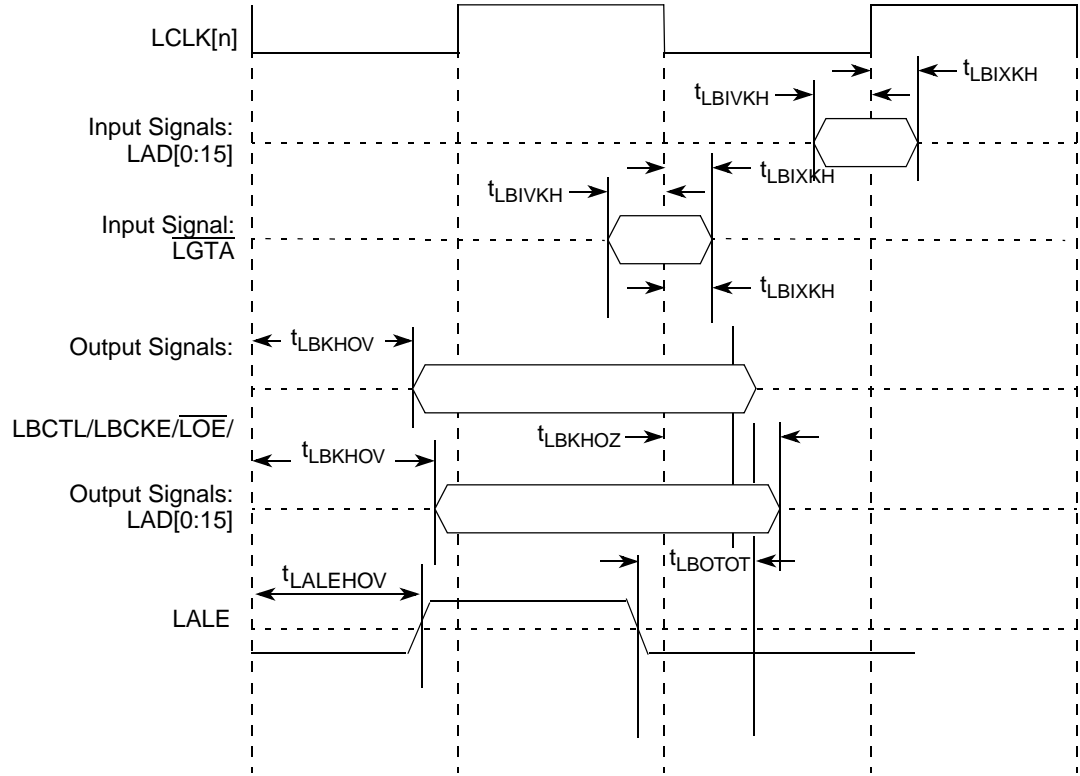 LCLK[n]
tLBIXKH
tLBIVKH
Input Signals:
LAD[0:15]
tLBIXKH
tLBIVKH
Input Signal:
LGTA
tLBIXKH
Output Signals:
tLBKHOV
LBCTL/LBCKE/LOE/
tLBKHOZ
tLBKHOV
Output Signals:
LAD[0:15]
tLBOTOT
tLALEHOV
LALE